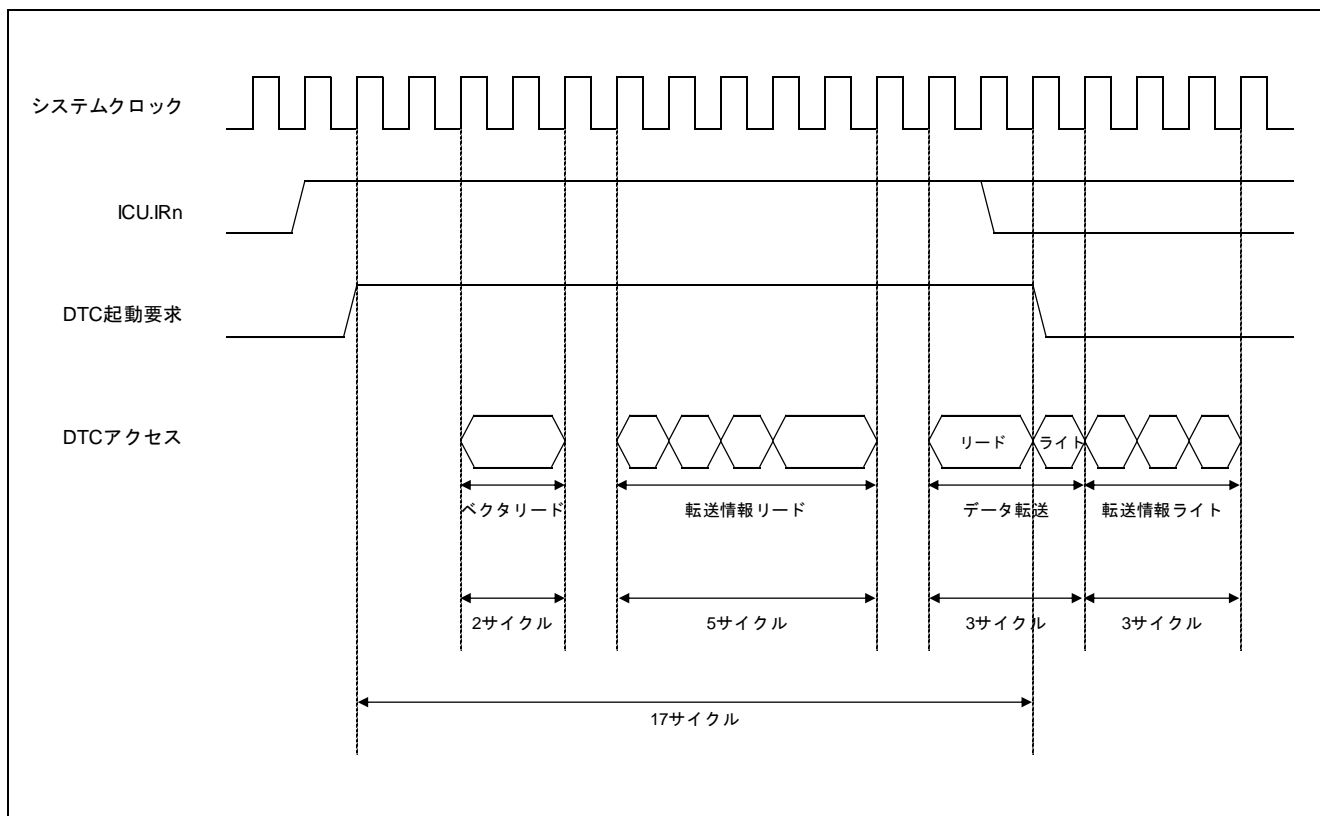 システムクロック
ICU.IRn
DTC起動要求
DTCアクセス
リード
ライト
ベクタリード
転送情報リード
データ転送
転送情報ライト
2サイクル
5サイクル
3サイクル
3サイクル
17サイクル